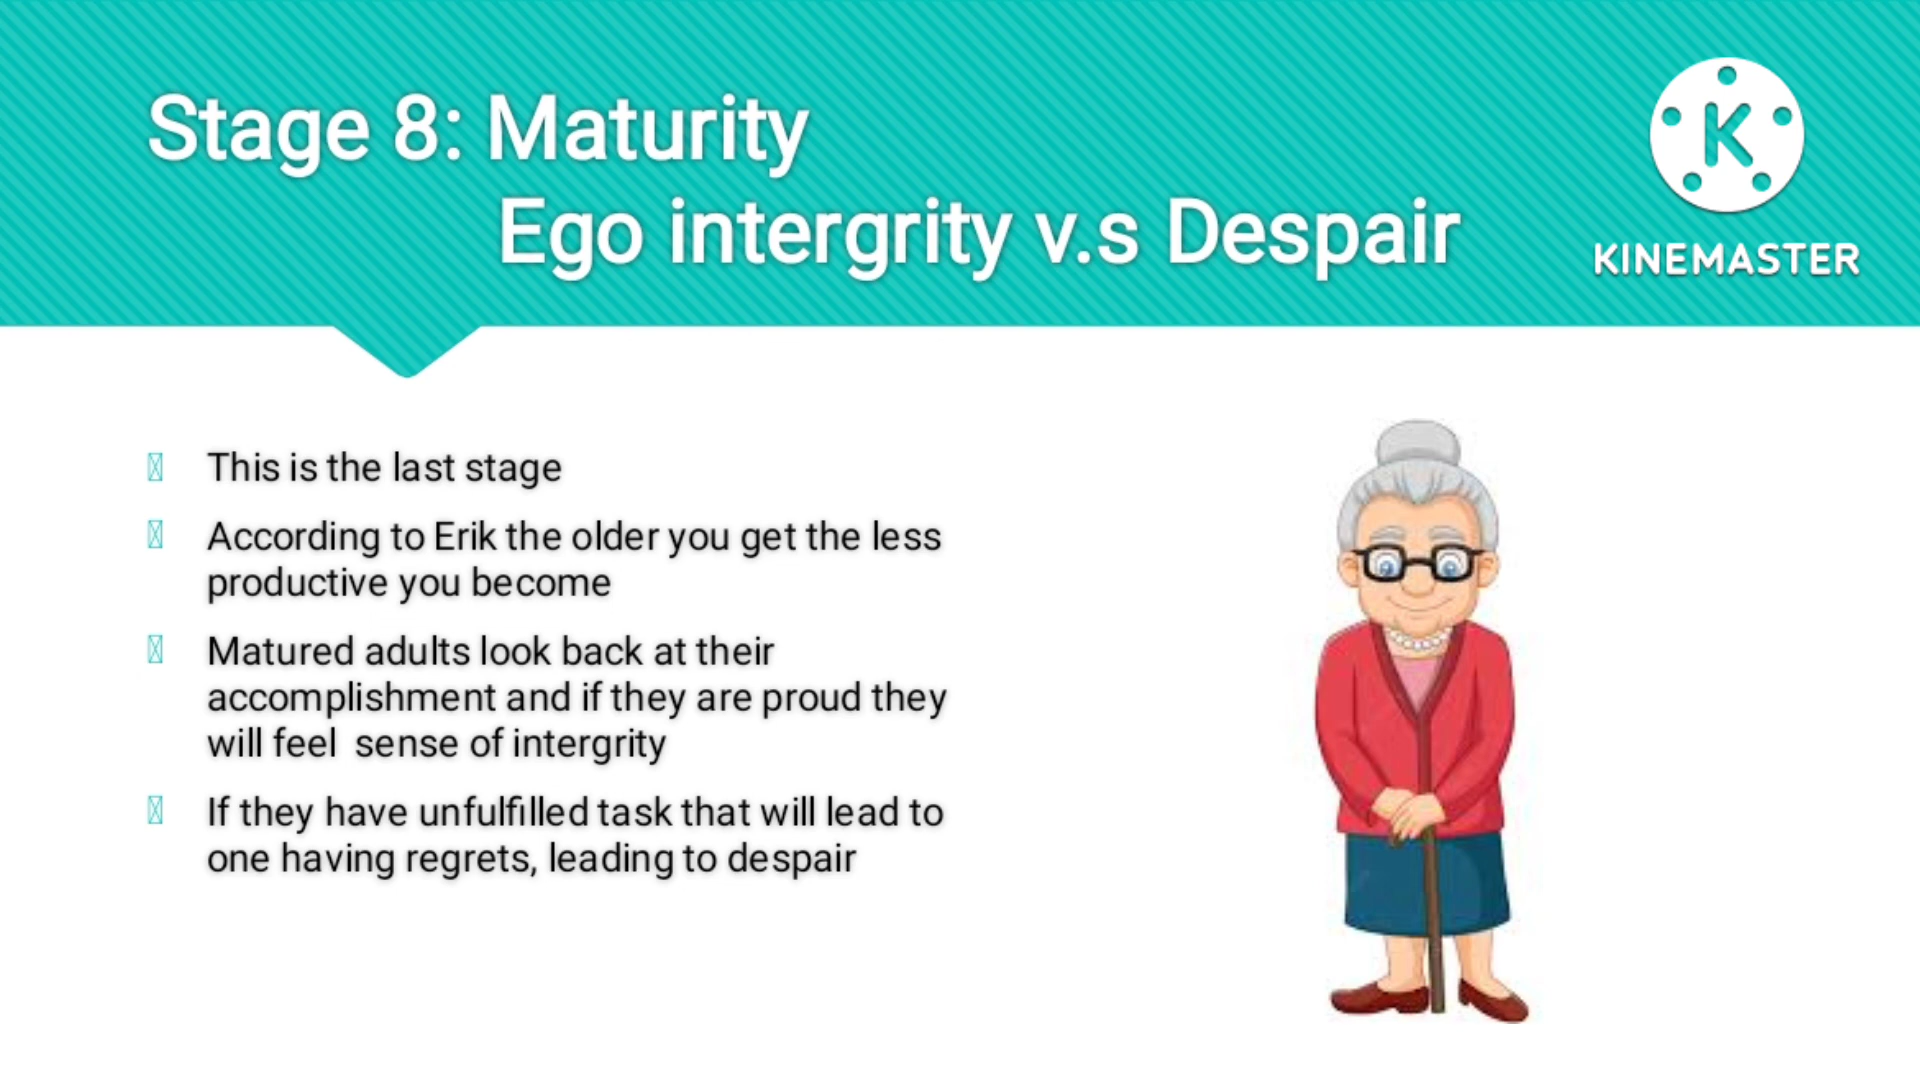 Stage 8: Maturity
Ego intergrity v.s Despair
K
KINEMASTER
This is the last stage
According to Erik the older you get the less
productive you become
Matured adults look back at their
accomplishment and if they are proud they
will feel  sense of intergrity
If they have unfulfilled task that will lead to
one having regrets, leading to despair